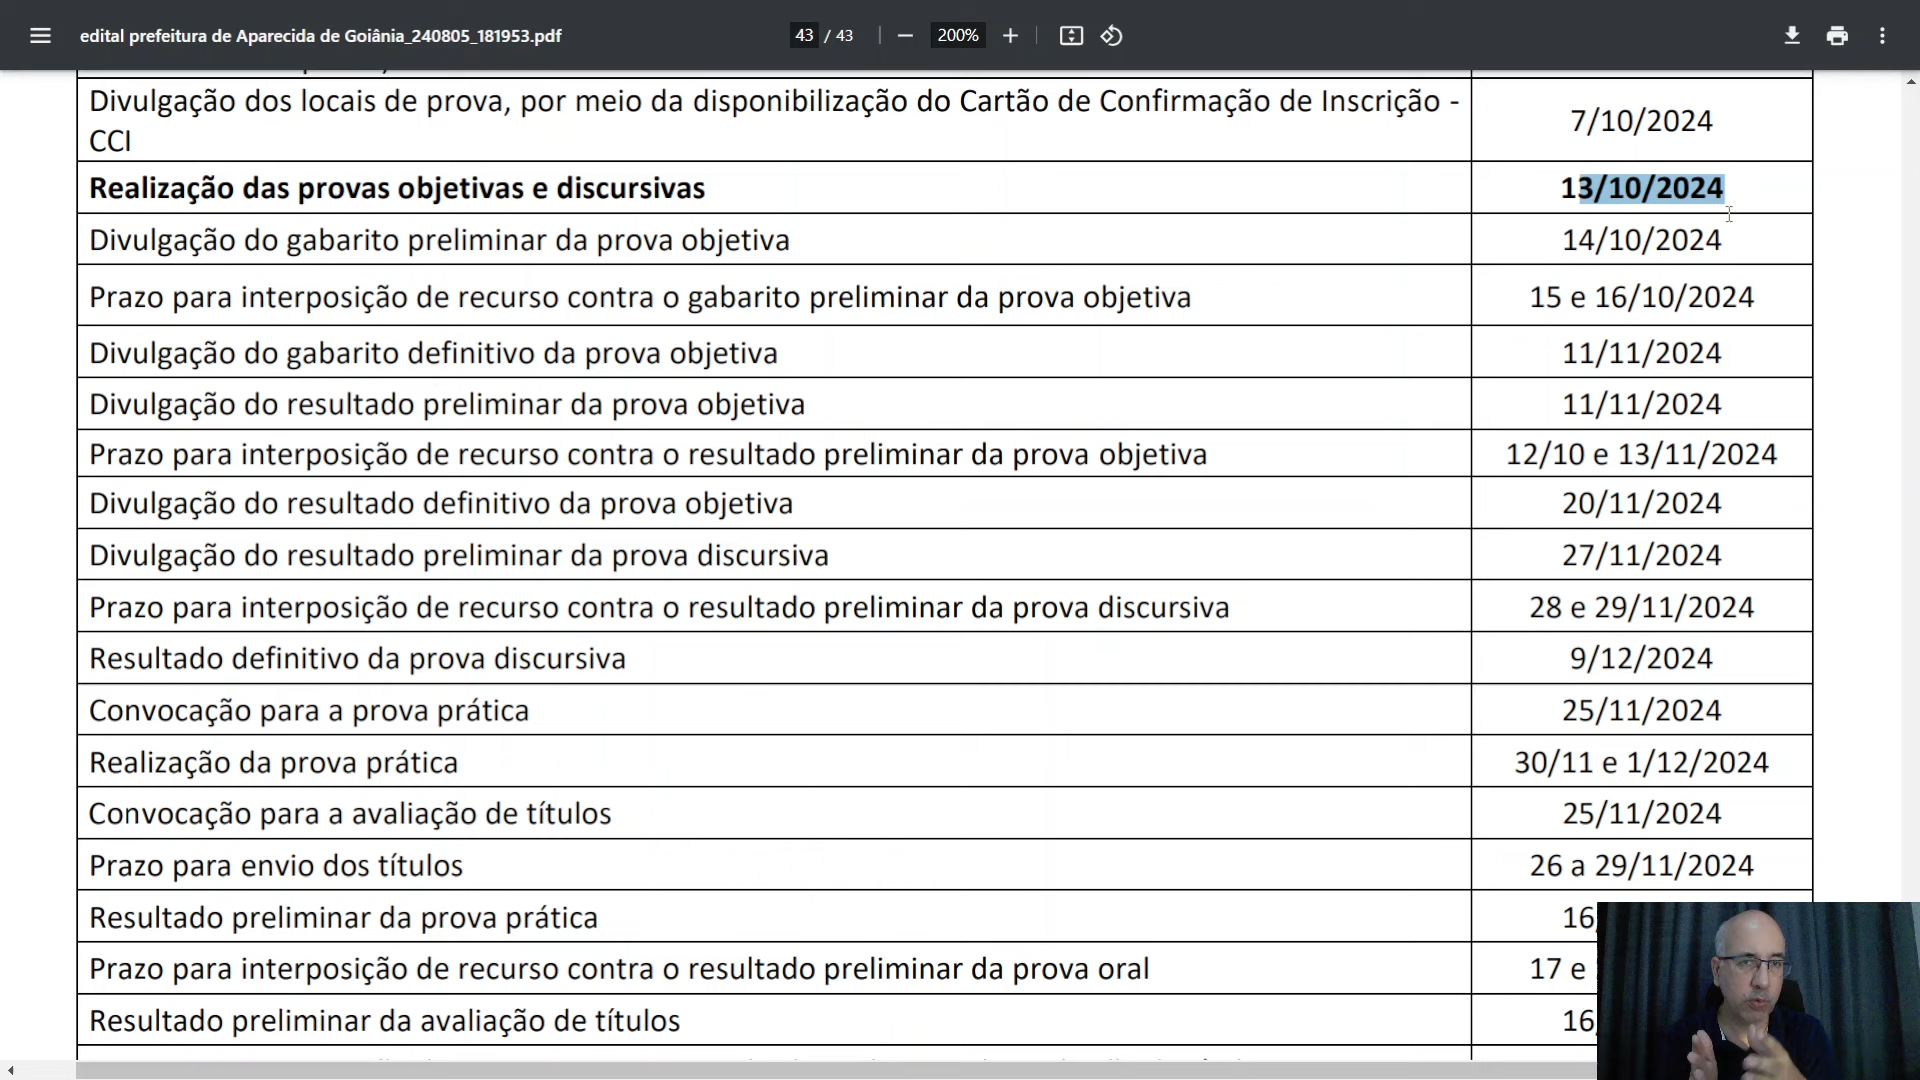 edital prefeitura de Aparecida de Goiânia_240805_181953.pdf
43 / 43
200%
Divulgação dos locais de prova, por meio da disponibilização do Cartão de Confirmação de Inscrição -
CCI
7/10/2024
Realização das provas objetivas e discursivas 13/10/2024
Divulgação do gabarito preliminar da prova objetiva 14/10/2024
Prazo para interposição de recurso contra o gabarito preliminar da prova objetiva 15 e 16/10/2024
Divulgação do gabarito definitivo da prova objetiva 11/11/2024
Divulgação do resultado preliminar da prova objetiva 11/11/2024
Prazo para interposição de recurso contra o resultado preliminar da prova objetiva 12/10 e 13/11/2024
Divulgação do resultado definitivo da prova objetiva 20/11/2024
Divulgação do resultado preliminar da prova discursiva 27/11/2024
Prazo para interposição de recurso contra o resultado preliminar da prova discursiva 28 e 29/11/2024
Resultado definitivo da prova discursiva 9/12/2024
Convocação para a prova prática 25/11/2024
Realização da prova prática 30/11 e 1/12/2024
Convocação para a avaliação de títulos 25/11/2024
Prazo para envio dos títulos 26 a 29/11/2024
Resultado preliminar da prova prática 16
Prazo para interposição de recurso contra o resultado preliminar da prova oral 17 e
Resultado preliminar da avaliação de títulos 16